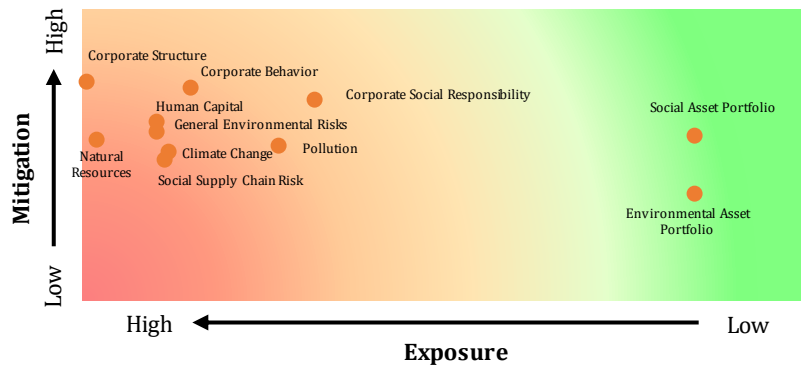 High
Corporate Structure
Corporate Behavior
Corporate Social Responsibility
Human Capital
Social Asset Portfolio
General Environmental Risks
Natural
Resources
Climate Change
Pollution
Social Supply Chain Risk
Environmental Asset
Portfolio
Mitigation
Low
High
Low
Exposure